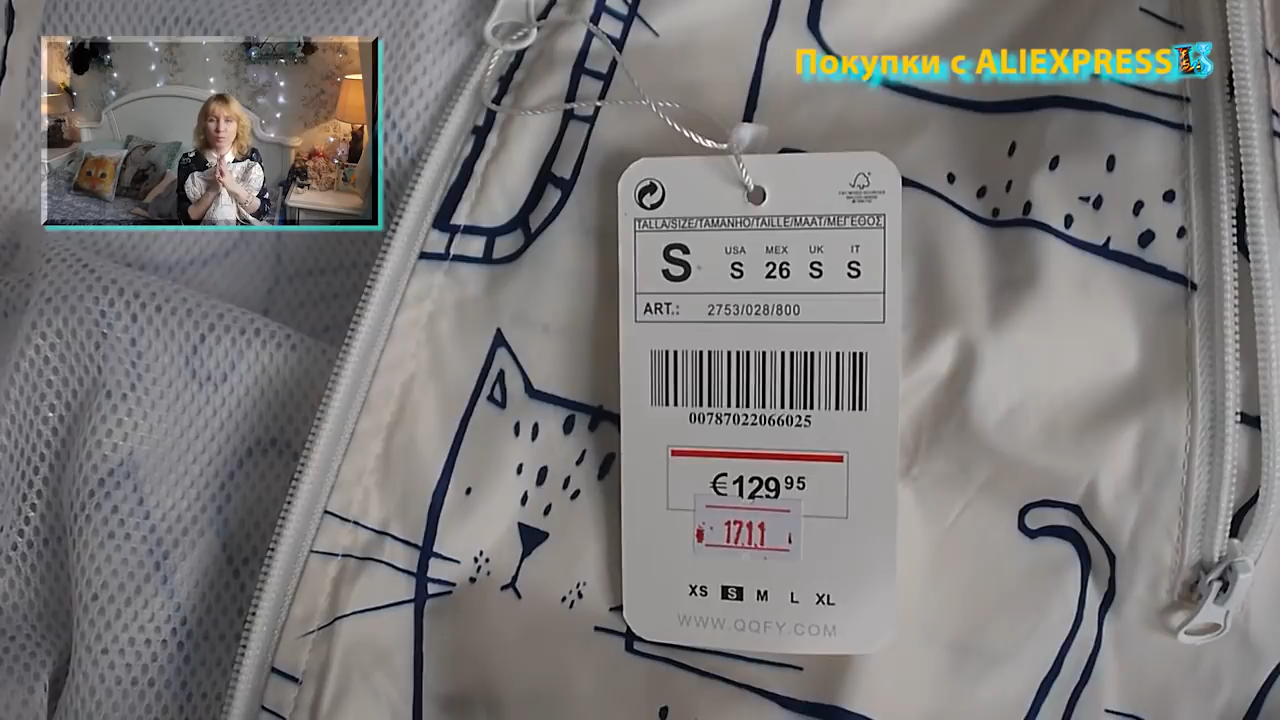 Покупки с ALIEXPRESS
TALLA/SIZE/TAMANHO/TAILLE/MAAT/ΜΕΓΕΘΟΣ
S
USA MEX UK IT
S 26 S S
ART.: 2753/028/800
00787022066025
€129 95
1711
XS S M L XL
WWW.QQFY.COM